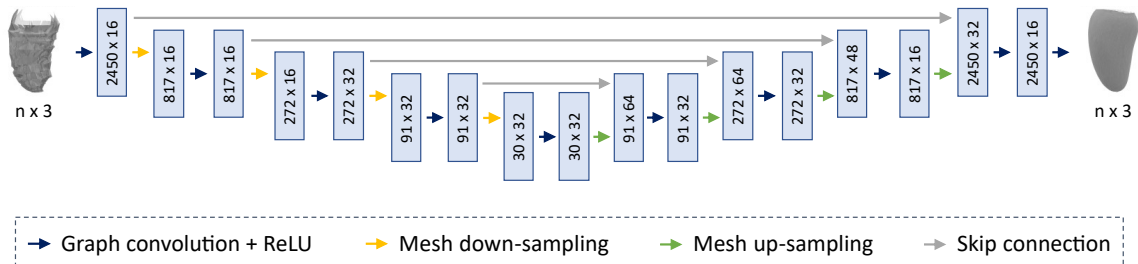 n x 3
2450 x 16
817 x 16
817 x 16
272 x 16
272 x 32
91 x 32
91 x 32
30 x 32
30 x 32
91 x 64
91 x 32
272 x 64
272 x 32
817 x 48
817 x 16
2450 x 32
2450 x 16
n x 3
Graph convolution + ReLU
Mesh down-sampling
Mesh up-sampling
Skip connection